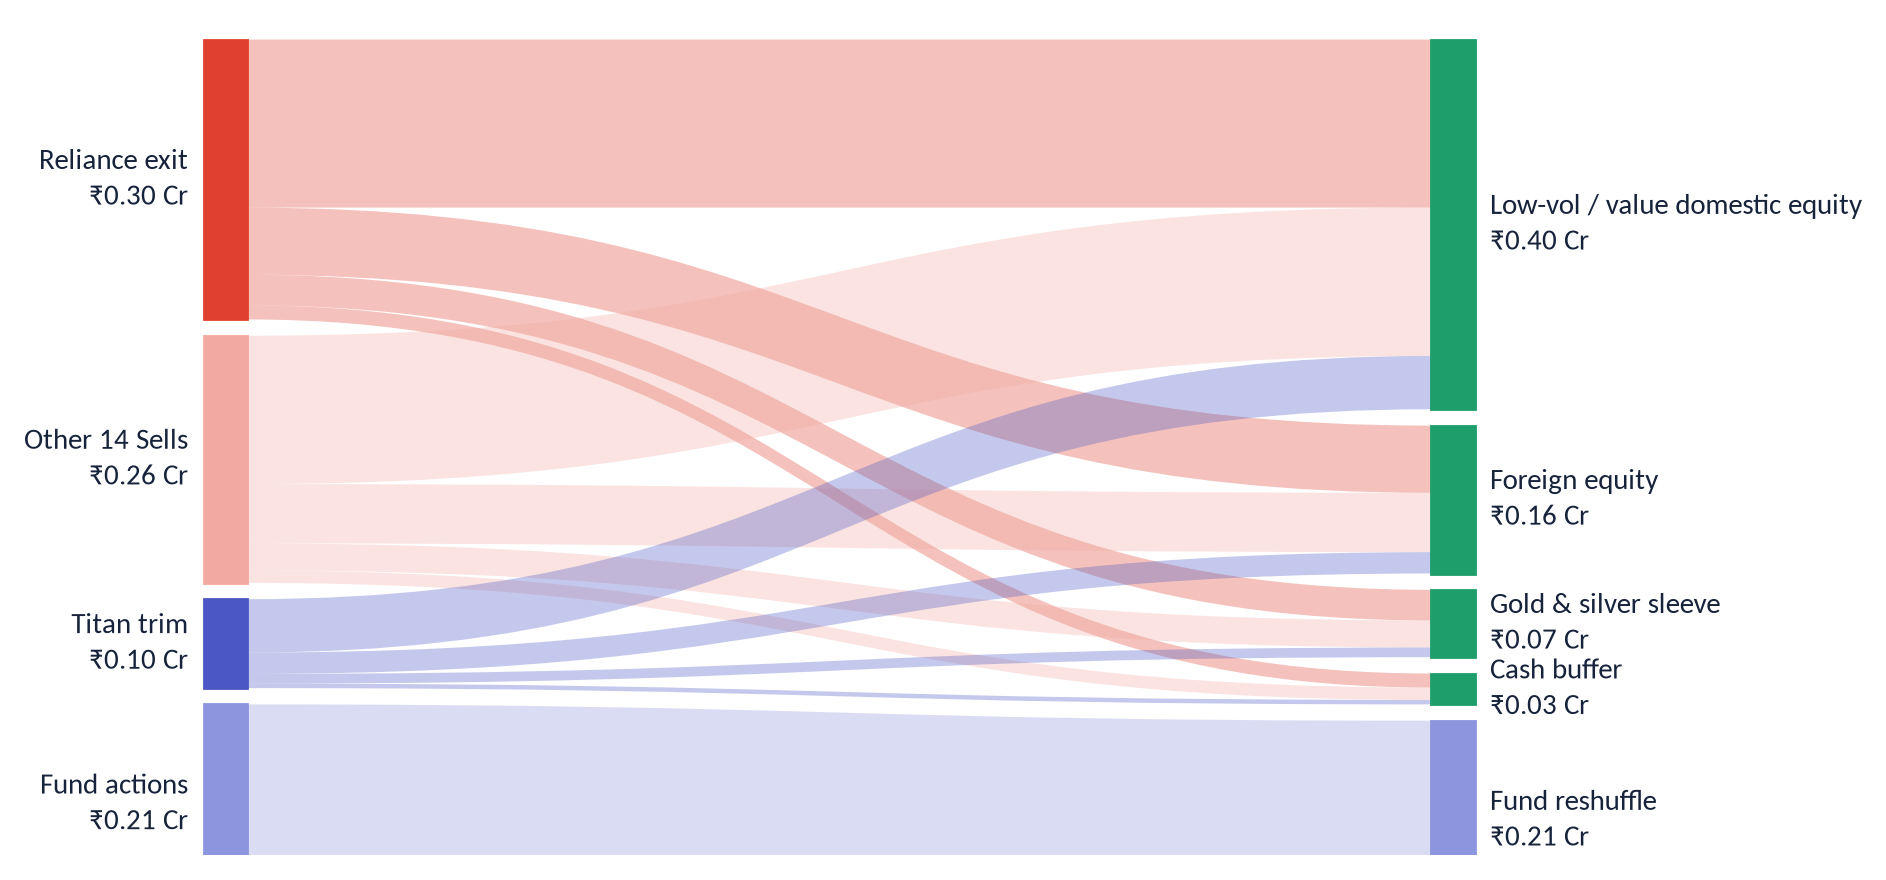 Reliance exit
₹0.30 Cr
Other 14 Sells
₹0.26 Cr
Titan trim
₹0.10 Cr
Fund actions
₹0.21 Cr
Low-vol / value domestic equity
₹0.40 Cr
Foreign equity
₹0.16 Cr
Gold & silver sleeve
₹0.07 Cr
Cash buffer
₹0.03 Cr
Fund reshuffle
₹0.21 Cr